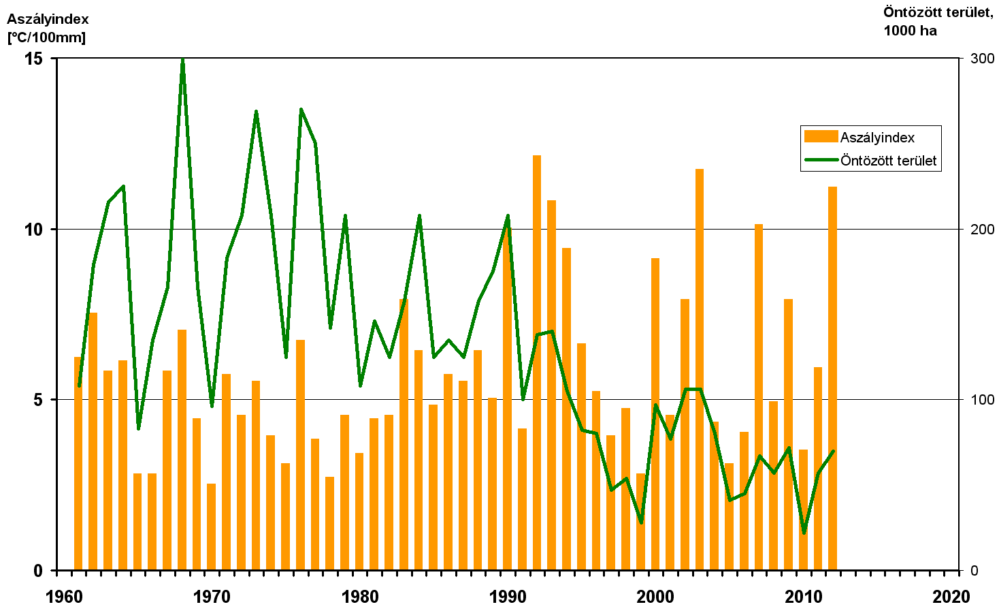 Aszályindex
[°C/100mm]
Öntözött terület,
1000 ha
15
10
5
0
300
200
100
0
Aszályindex
Öntözött terület
1960 1970 1980 1990 2000 2010 2020